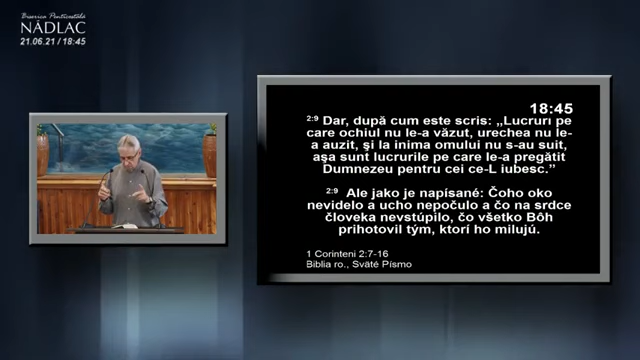 Biserica Penticostală
NĂDLAC
21.06.21 / 18:45
18:45
2:9 Dar, după cum este scris: „Lucruri pe
care ochiul nu le-a văzut, urechea nu le-
a auzit, şi la inima omului nu s-au suit,
aşa sunt lucrurile pe care le-a pregătit
Dumnezeu pentru cei ce-L iubesc.”
2:9 Ale jako je napísané: Čoho oko
nevidelo a ucho nepočulo a čo na srdce
človeka nevstúpilo, čo všetko Bôh
prihotovil tým, ktorí ho milujú.
1 Corinteni 2:7-16
Biblia ro., Sväté Písmo